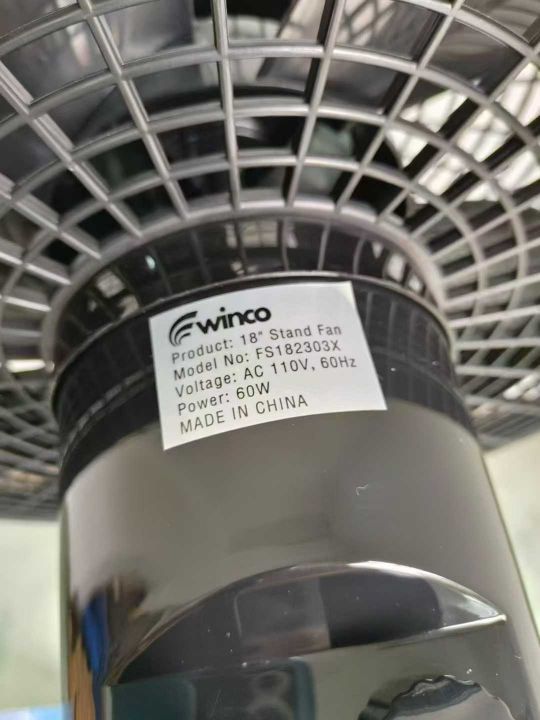 winco
Product: 18" Stand Fan
Model No: FS182303X
Voltage: AC 110V, 60Hz
Power: 60W
MADE IN CHINA